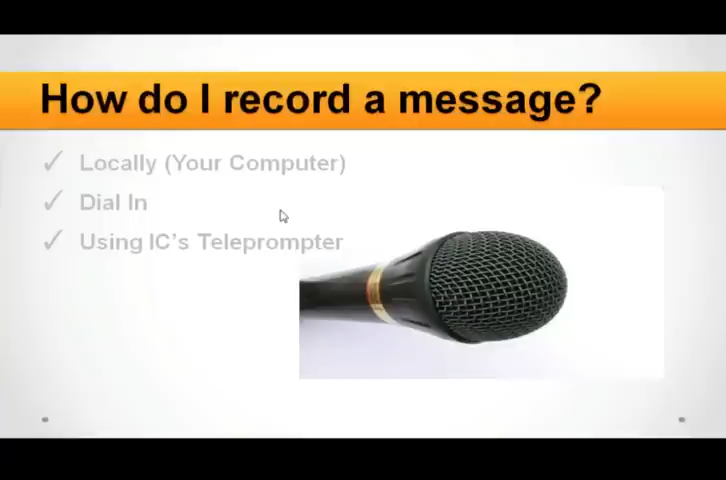 How do I record a message?
✓ Locally (Your Computer)
✓ Dial In
✓ Using IC's Teleprompter